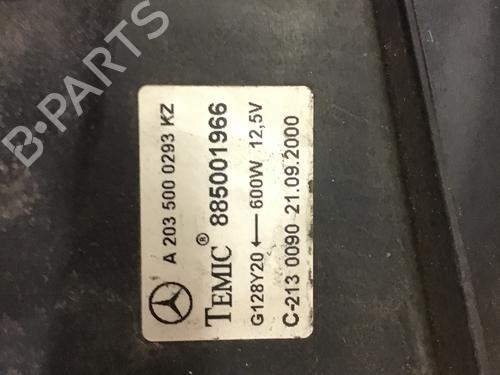 B-PARTS
A 203 500 0293 KZ
TEMIC® 885001966
G128Y20 ← 600W 12,5V
C-213 0090 21.09.2000